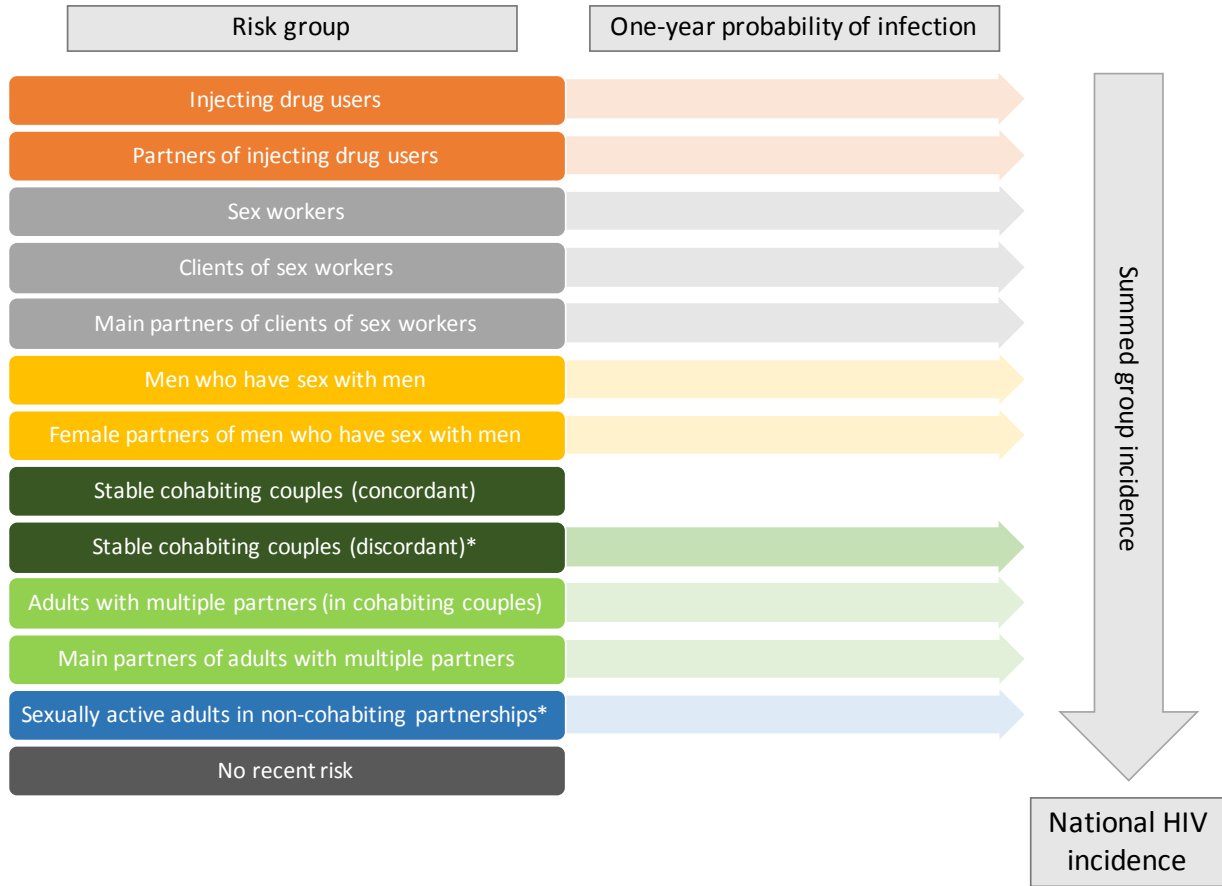 Risk group
One-year probability of infection
Injecting drug users
Partners of injecting drug users
Sex workers
Clients of sex workers
Main partners of clients of sex workers
Men who have sex with men
Female partners of men who have sex with men
Stable cohabiting couples (concordant)
Stable cohabiting couples (discordant)*
Adults with multiple partners (in cohabiting couples)
Main partners of adults with multiple partners
Sexually active adults in non-cohabiting partnerships*
No recent risk
Summed group incidence
National HIV
incidence